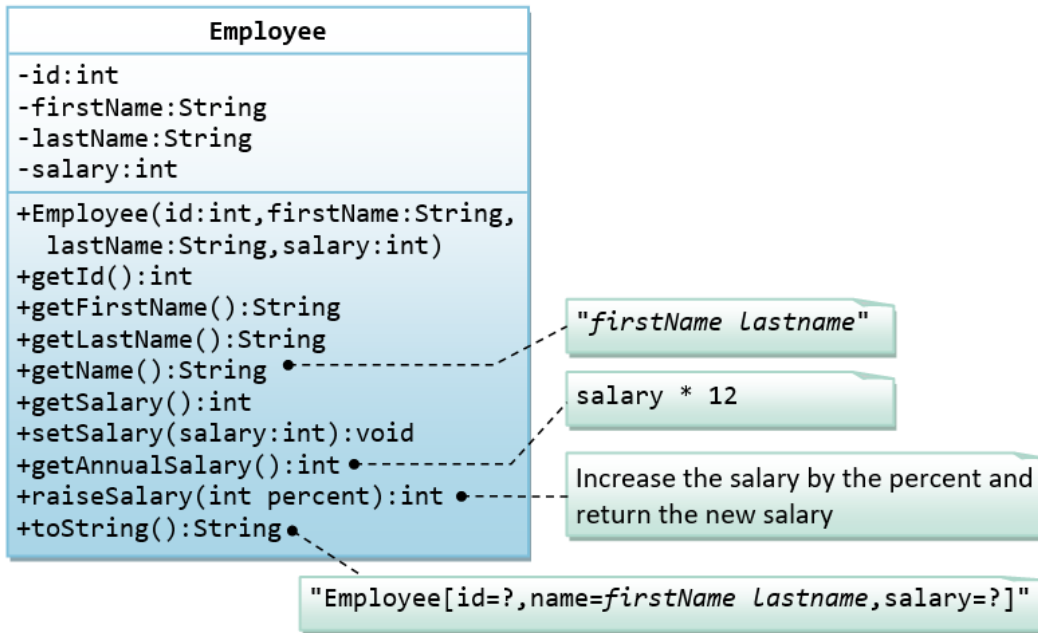 Employee
-id:int
-firstName:String
-lastName:String
-salary:int
+Employee(id:int,firstName:String,
lastName:String,salary:int)
+getId():int
+getFirstName():String
+getLastName():String
+getName():String
+getSalary():int
+setSalary(salary:int):void
+getAnnualSalary():int
+raiseSalary(int percent):int
+toString():String
"firstName lastname"
salary * 12
Increase the salary by the percent and
return the new salary
"Employee[id=?,name=firstName lastname,salary=?]"